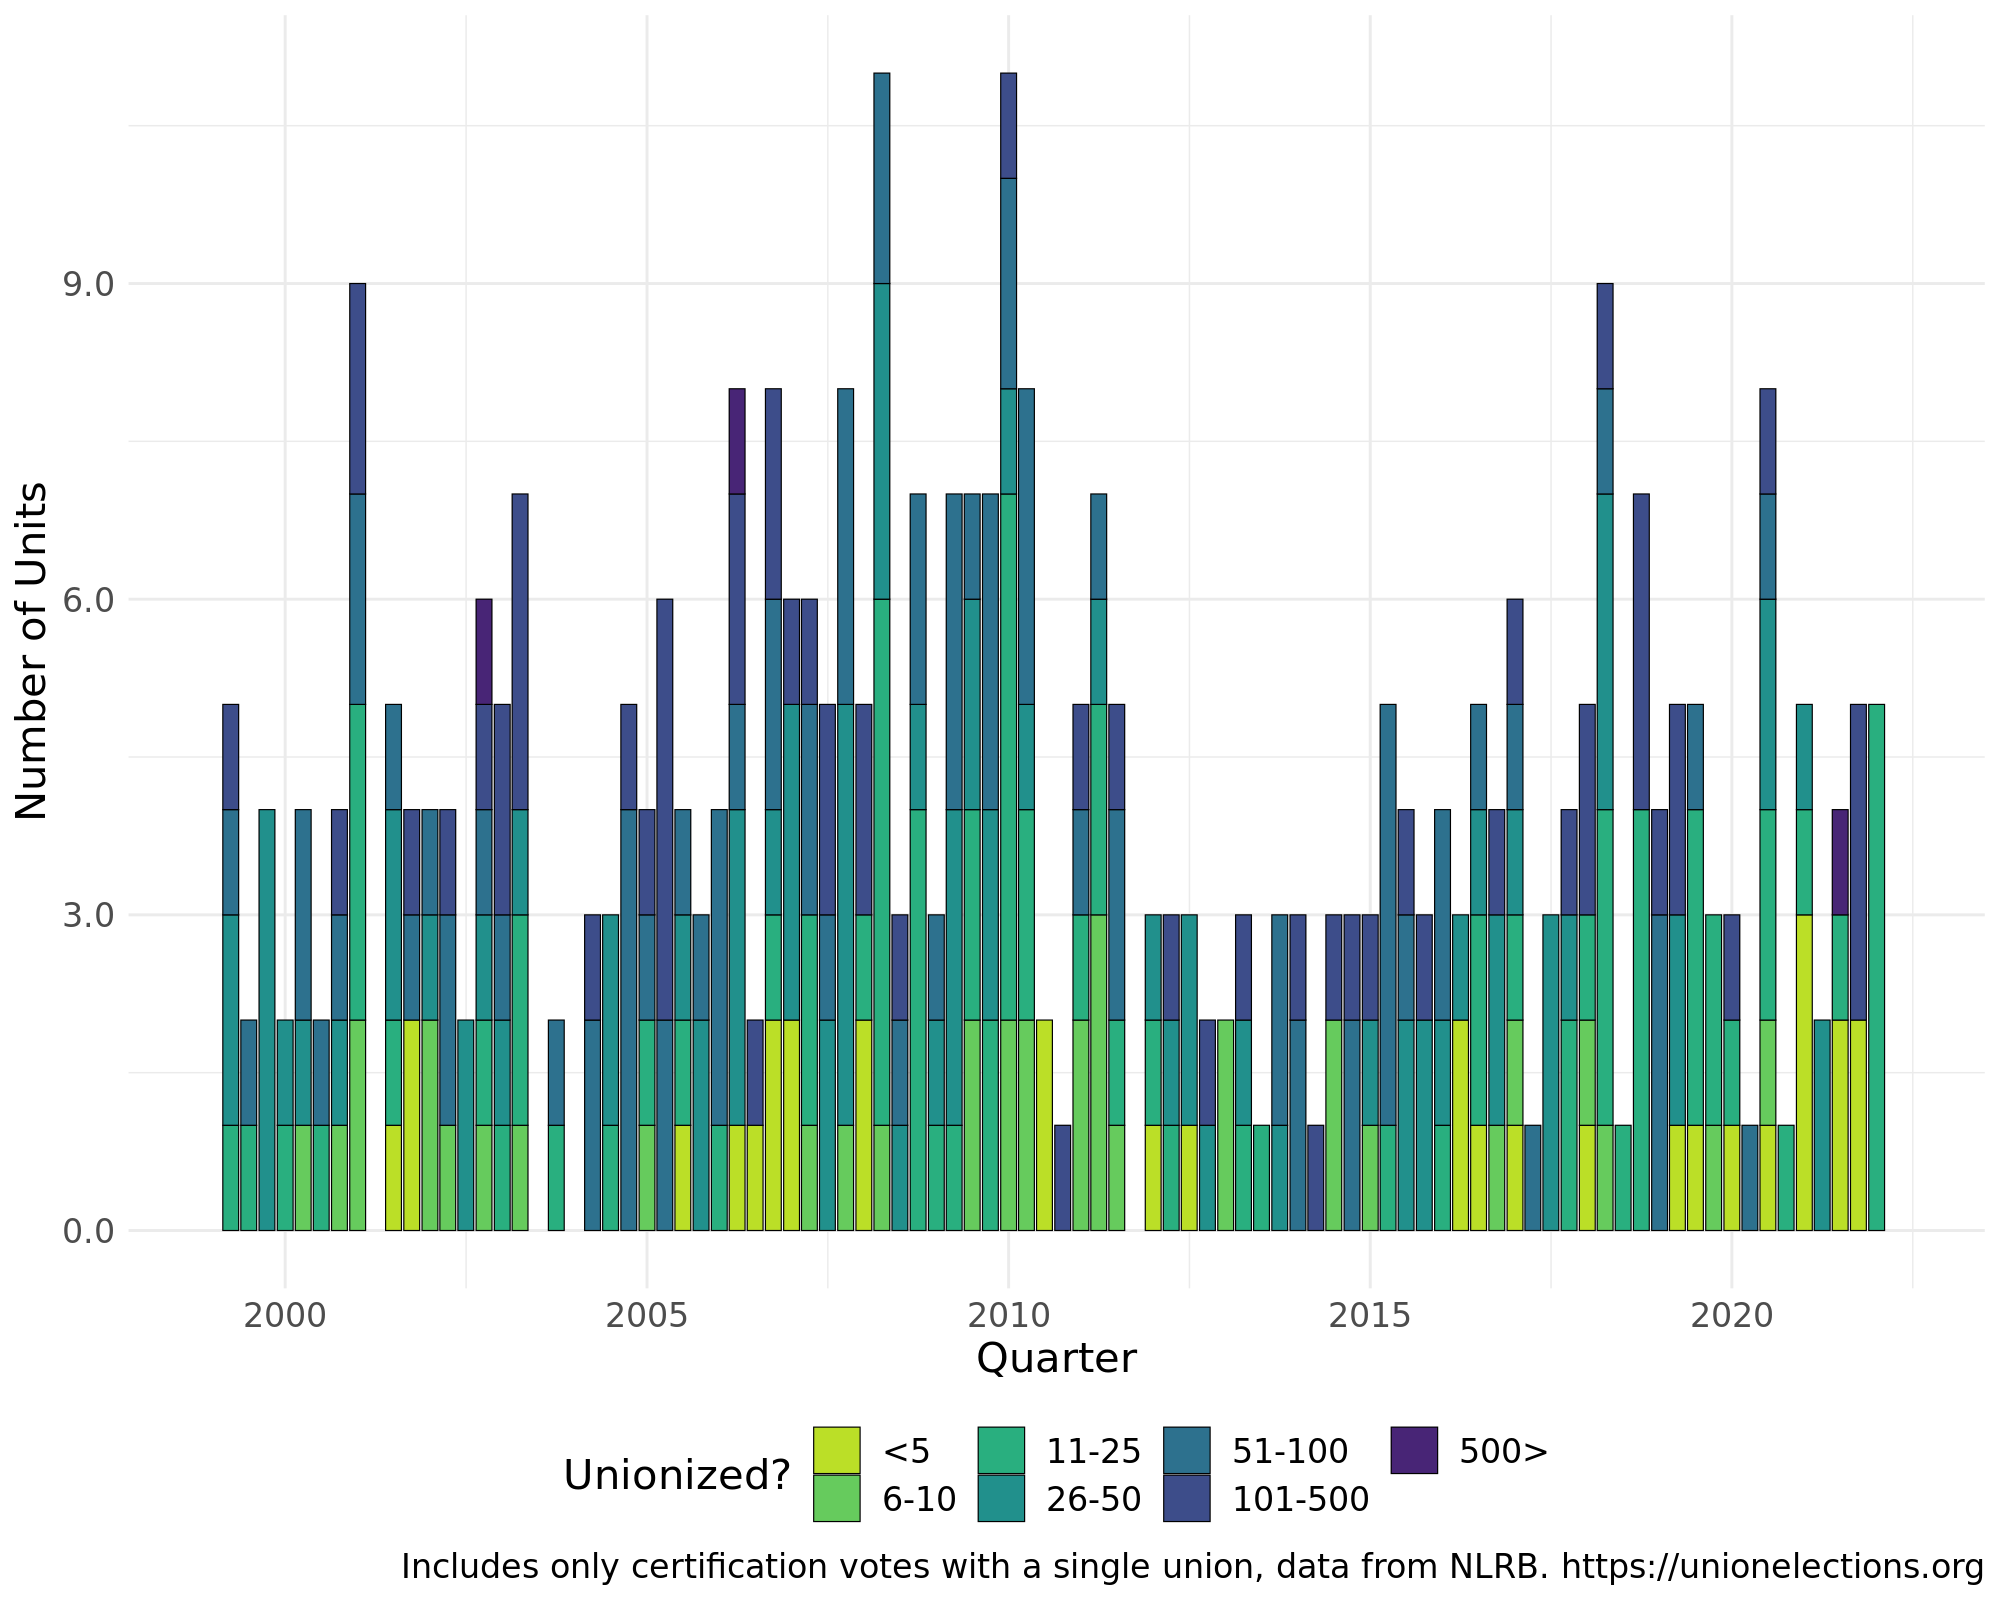 9.0
6.0
3.0
0.0
Number of Units
2000 2005 2010 2015 2020
Quarter
Unionized?
<5 11-25 51-100 500>
6-10 26-50 101-500
Includes only certification votes with a single union, data from NLRB. https://unionelections.org